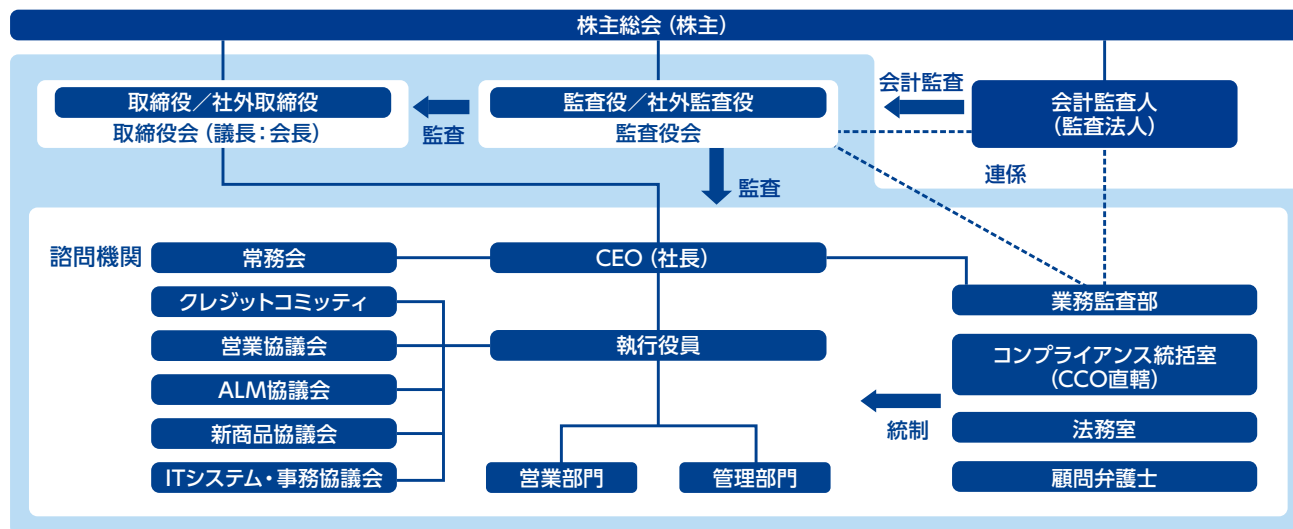 株主総会（株主）
取締役／社外取締役
取締役会（議長：会長）
監査
監査役／社外監査役
監査役会
会計監査
会計監査人
（監査法人）
監査
連係
諮問機関
常務会
クレジットコミッティ
営業協議会
ALM協議会
新商品協議会
ITシステム・事務協議会
CEO（社長）
執行役員
営業部門
管理部門
統制
業務監査部
コンプライアンス統括室
（CCO直轄）
法務室
顧問弁護士